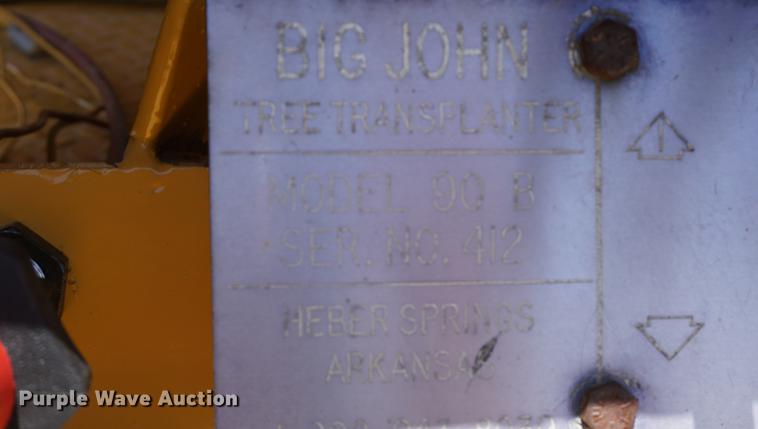 BIG JOHN
TREE TRANSPLANTER
MODEL 90 B
SER. NO. 412
HEBER SPRINGS
ARKANSAS
Purple Wave Auction